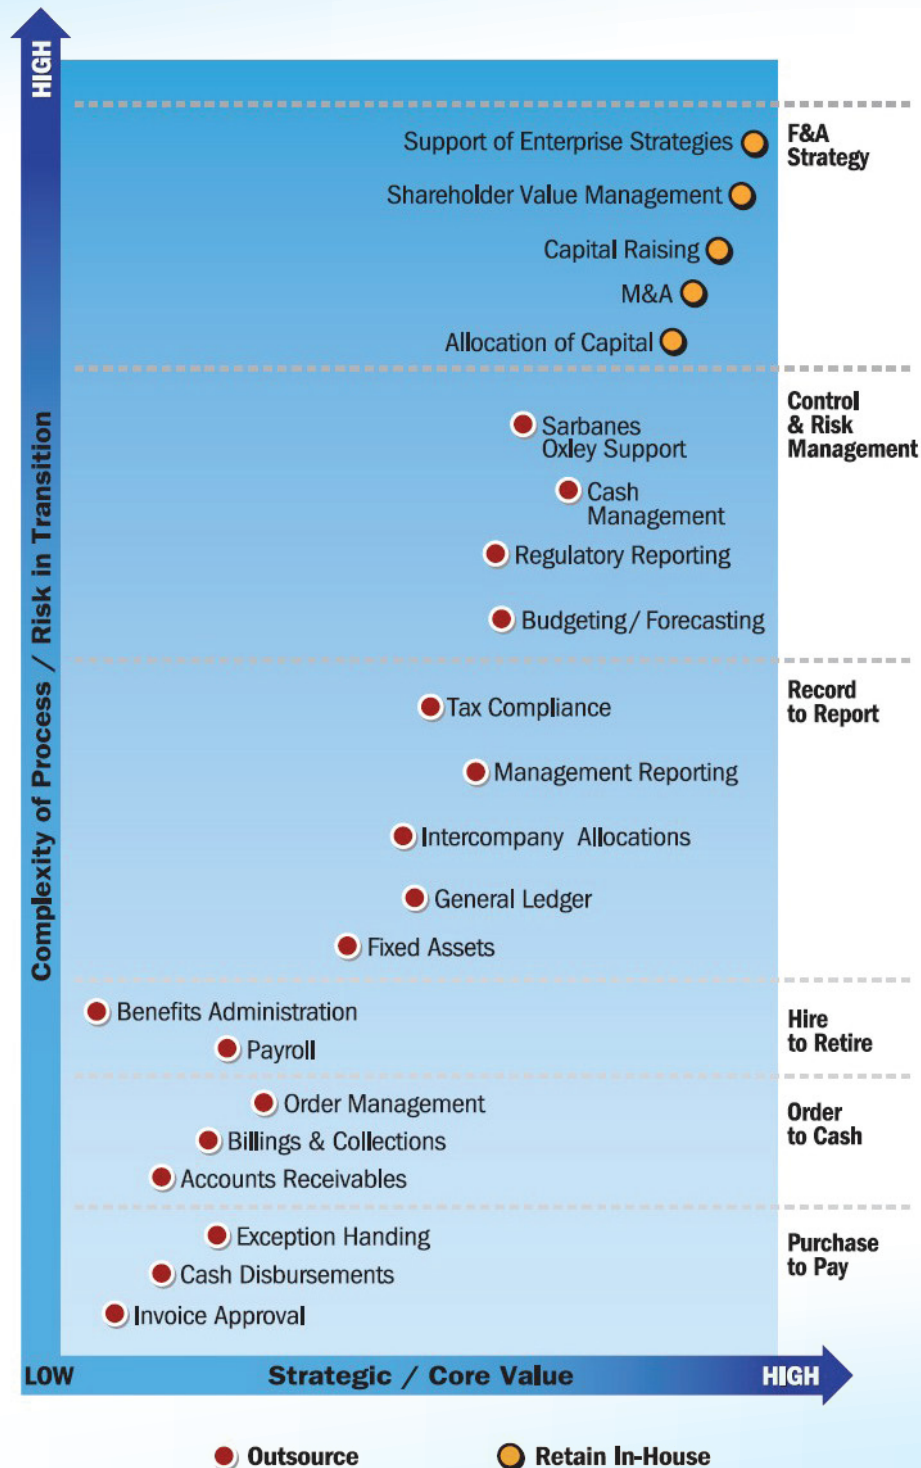 HIGH
Complexity of Process / Risk in Transition
Support of Enterprise Strategies
Shareholder Value Management
Capital Raising
M&A
Allocation of Capital
F&A
Strategy
Sarbanes
Oxley Support
Cash
Management
Regulatory Reporting
Budgeting/ Forecasting
Control
& Risk
Management
Tax Compliance
Management Reporting
Intercompany Allocations
General Ledger
Fixed Assets
Record
to Report
Benefits Administration
Payroll
Hire
to Retire
Order Management
Billings & Collections
Accounts Receivables
Order
to Cash
Exception Handing
Cash Disbursements
Invoice Approval
Purchase
to Pay
LOW
Strategic / Core Value
HIGH
Outsource
Retain In-House